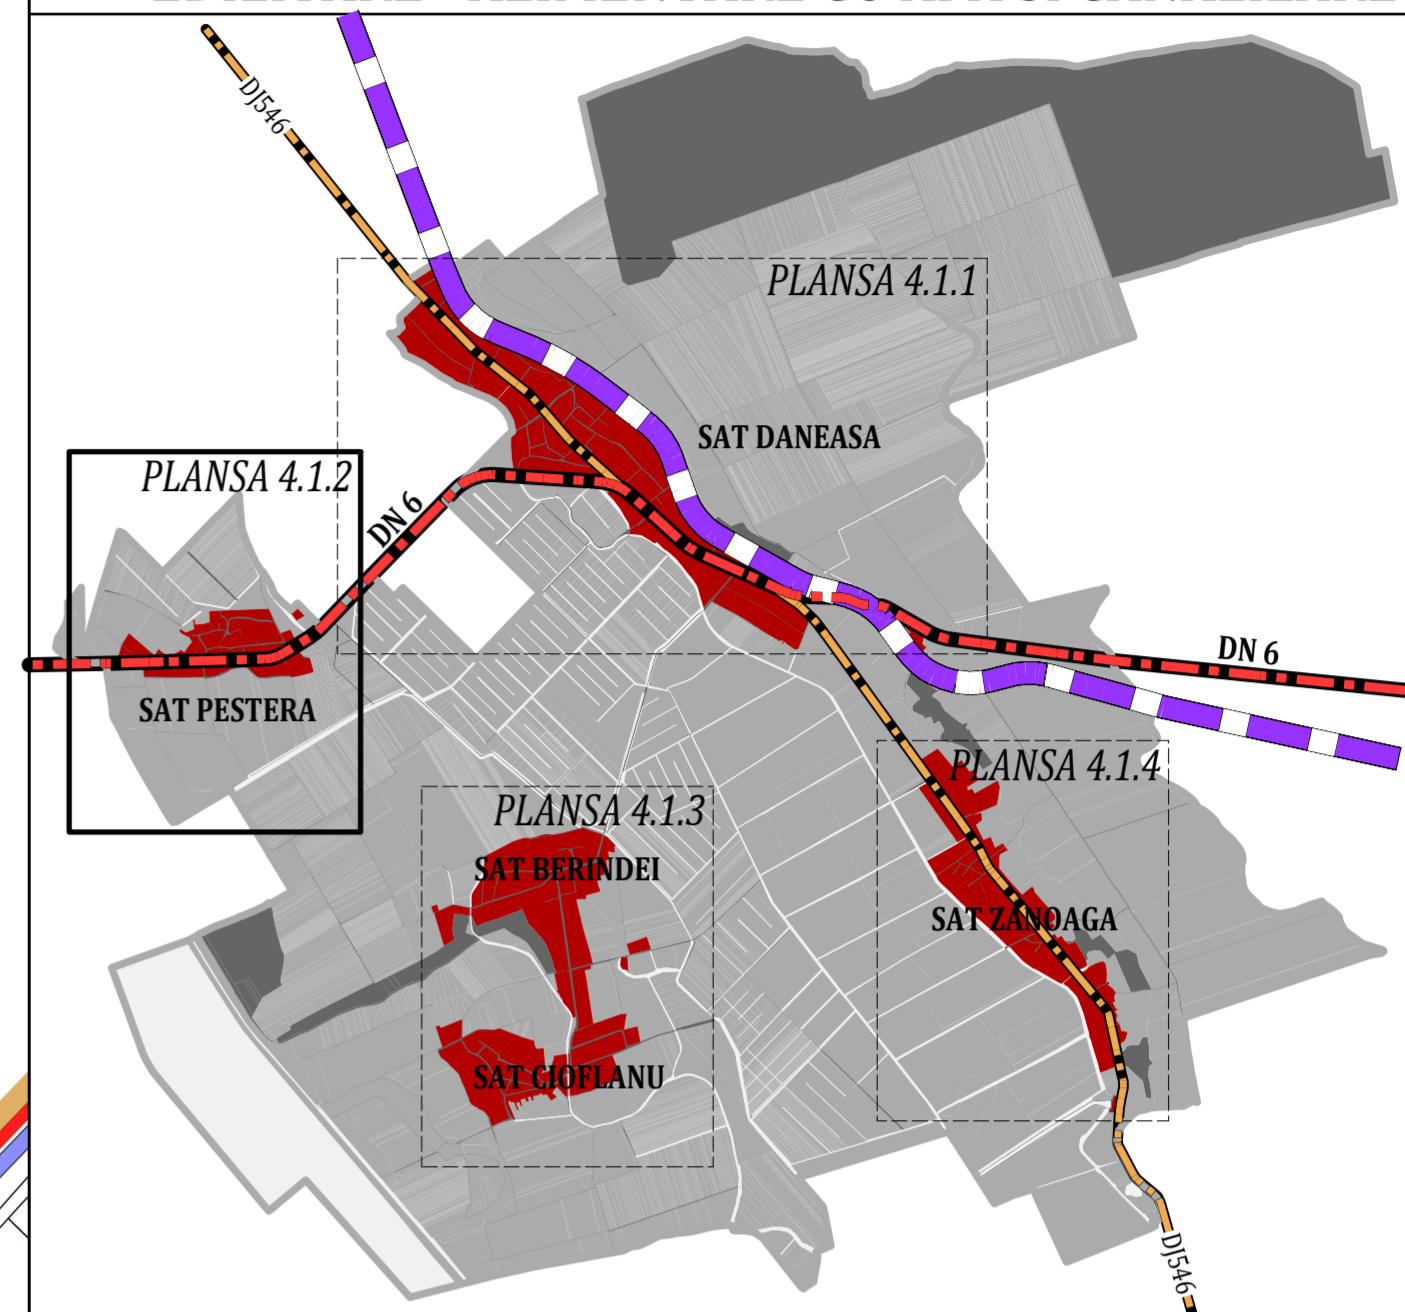 DJ546
PLANSA 4.1.1
SAT DANEASA
PLANSA 4.1.2
DN 6
DN 6
SAT PESTERA
PLANSA 4.1.4
PLANSA 4.1.3
SAT BERINDEI
SAT ZANOAGA
SAT CIOFLANU
DJ546